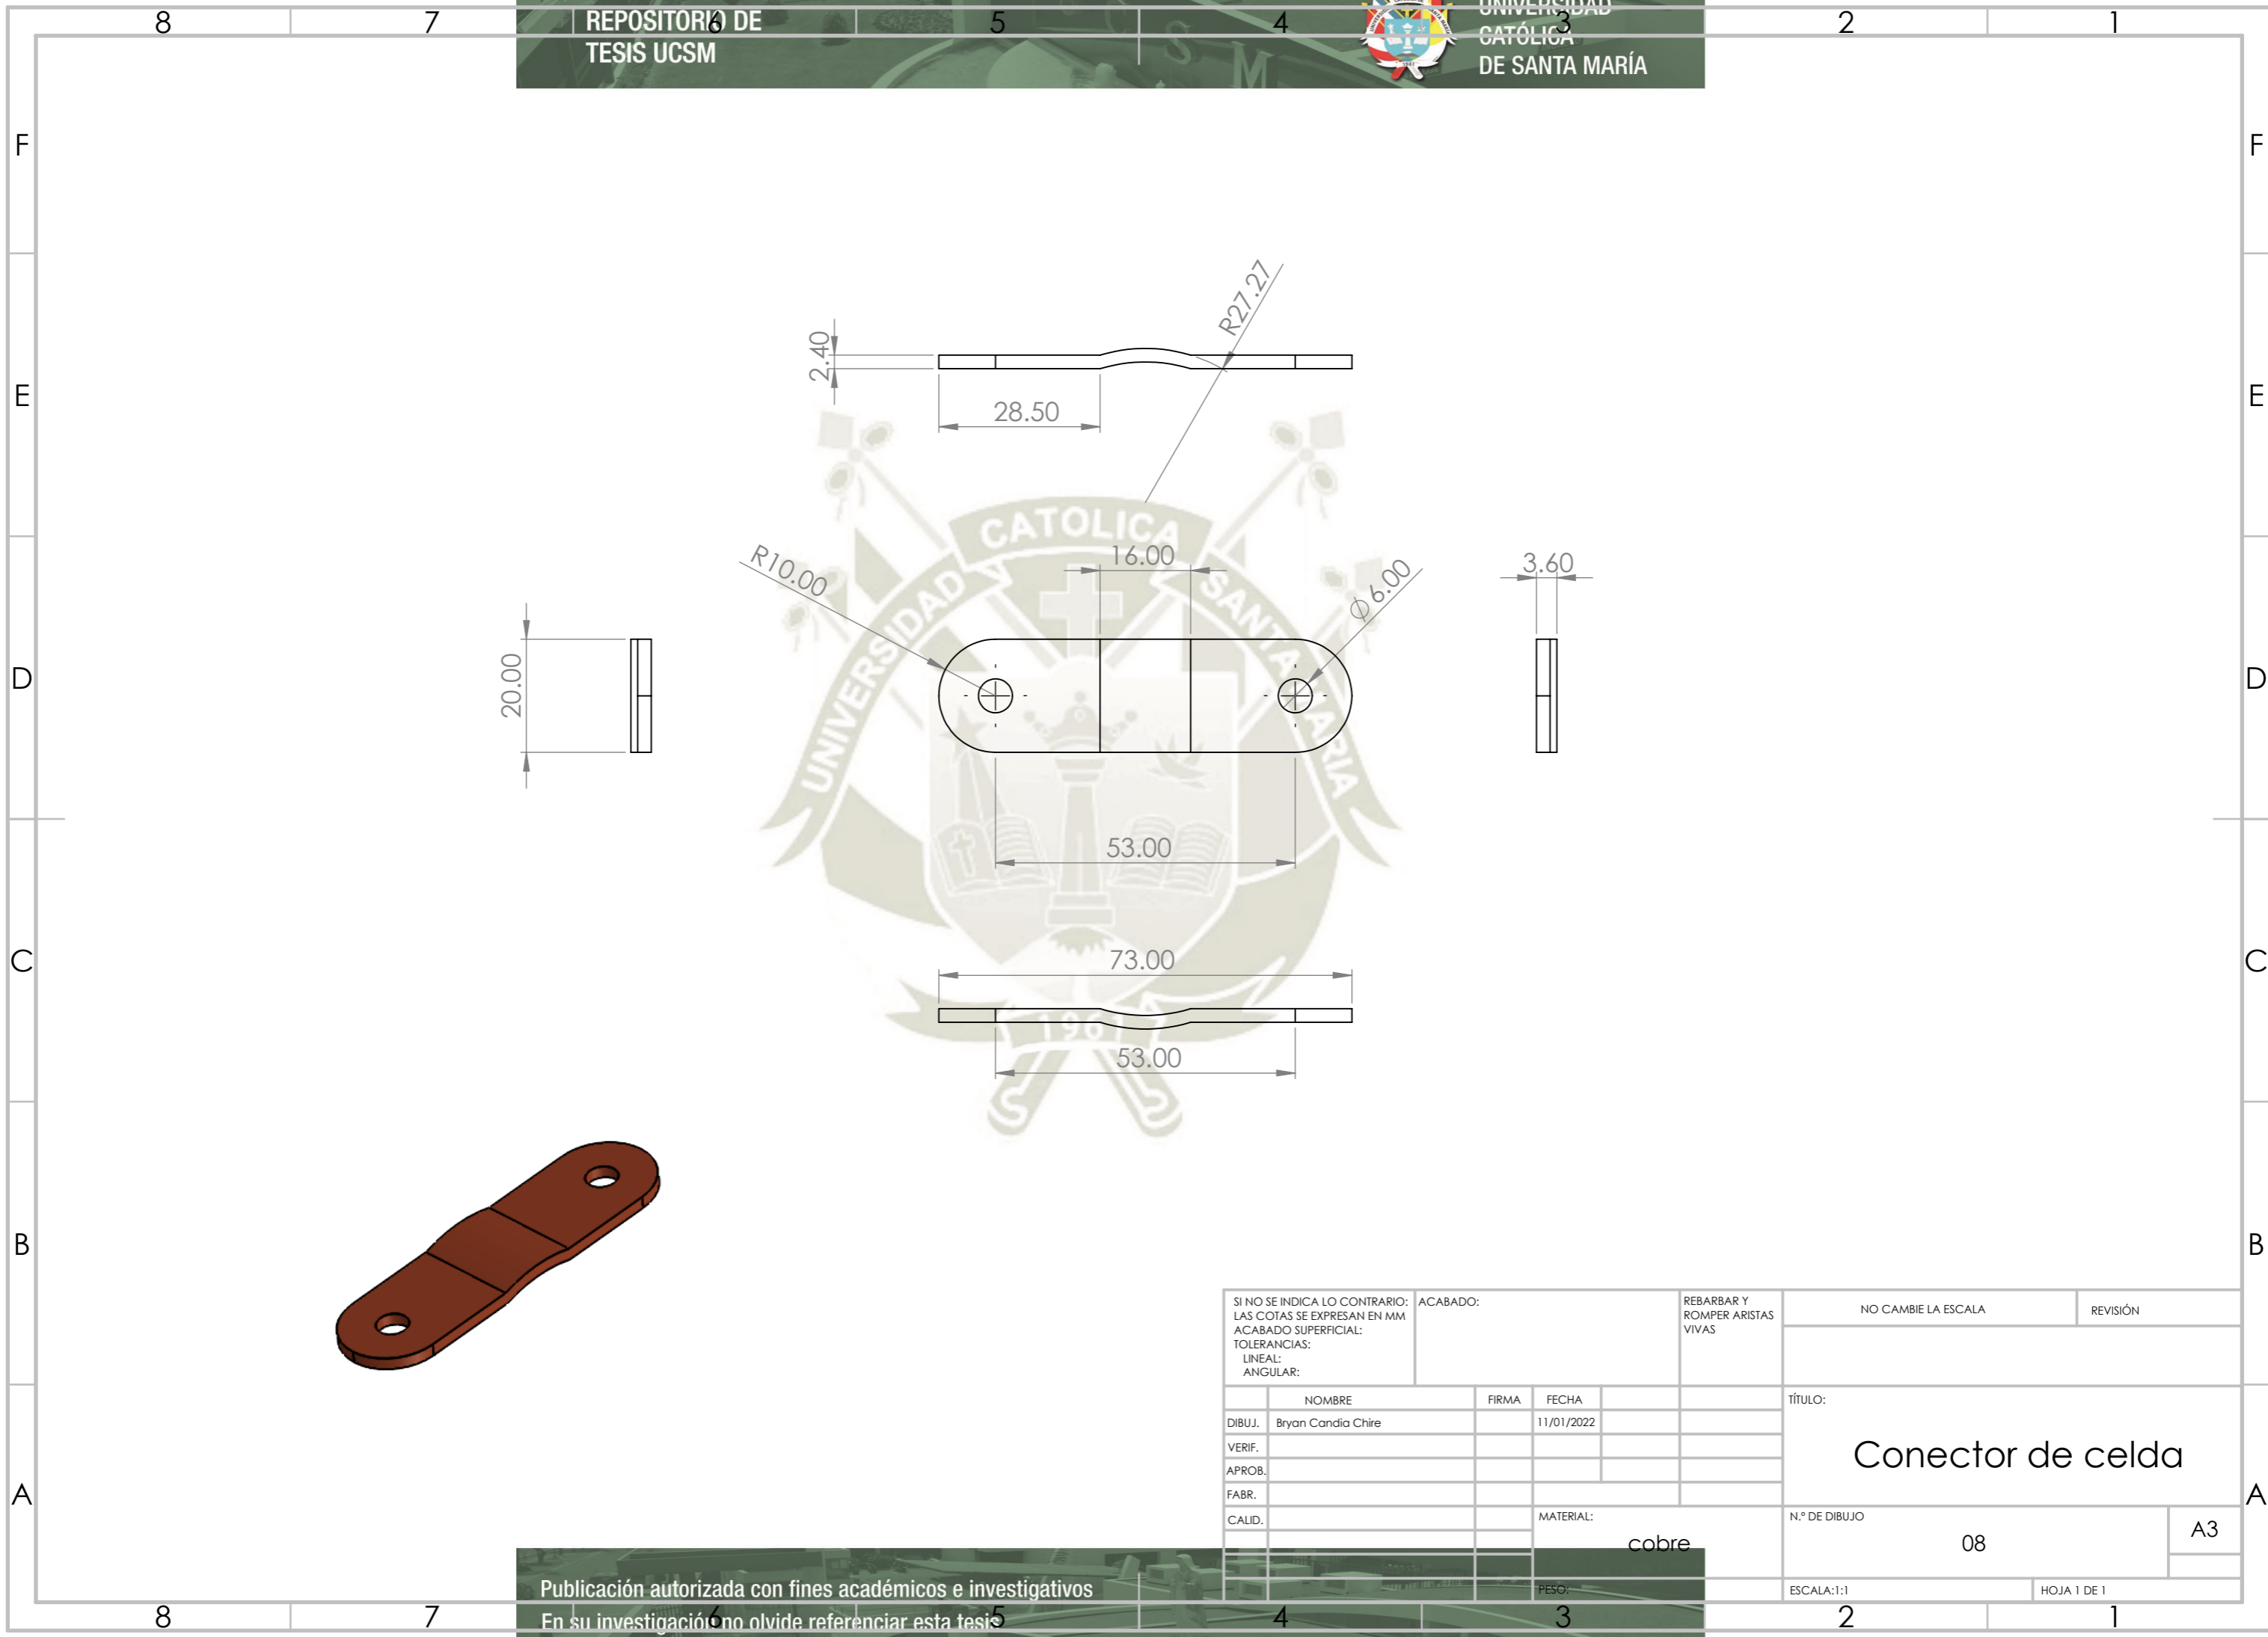 8 7 6 5 4 3 2 1
REPOSITORIO DE
TESIS UCSM
UNIVERSIDAD
CATÓLICA
DE SANTA MARÍA
F F
E E
D D
C C
B B
A A
R27.27
2.40
28.50
R10.00
16.00
Ø6.00
3.60
20.00
53.00
73.00
53.00
UNIVERSIDAD CATOLICA SANTA MARIA
1961
SI NO SE INDICA LO CONTRARIO:
LAS COTAS SE EXPRESAN EN MM
ACABADO SUPERFICIAL:
TOLERANCIAS:
LINEAL:
ANGULAR:
ACABADO:
REBARBAR Y
ROMPER ARISTAS
VIVAS
NO CAMBIE LA ESCALA
REVISIÓN
NOMBRE FIRMA FECHA
DIBUJ. Bryan Candia Chire 11/01/2022
VERIF.
APROB.
FABR.
CALID.
TÍTULO:
Conector de celda
MATERIAL:
cobre
N.º DE DIBUJO
08
A3
PESO:
ESCALA:1:1
HOJA 1 DE 1
Publicación autorizada con fines académicos e investigativos
En su investigación no olvide referenciar esta tesis
8 7 6 5 4 3 2 1